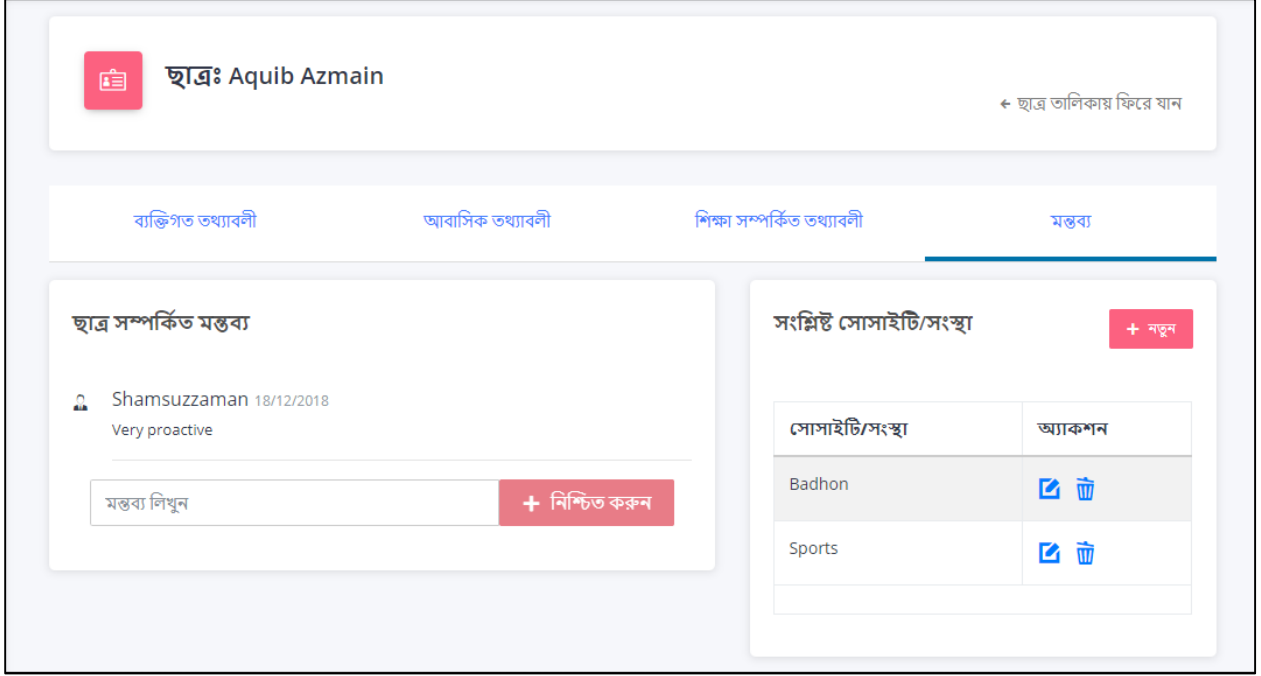 ছাত্রঃ Aquib Azmain
← ছাত্র তালিকায় ফিরে যান
ব্যক্তিগত তথ্যাবলী
আবাসিক তথ্যাবলী
শিক্ষা সম্পর্কিত তথ্যাবলী
মন্তব্য
ছাত্র সম্পর্কিত মন্তব্য
Shamsuzzaman 18/12/2018
Very proactive
মন্তব্য লিখুন
+ নিশ্চিত করুন
সংশ্লিষ্ট সোসাইটি/সংস্থা
+ নতুন
সোসাইটি/সংস্থা অ্যাকশন
Badhon
Sports